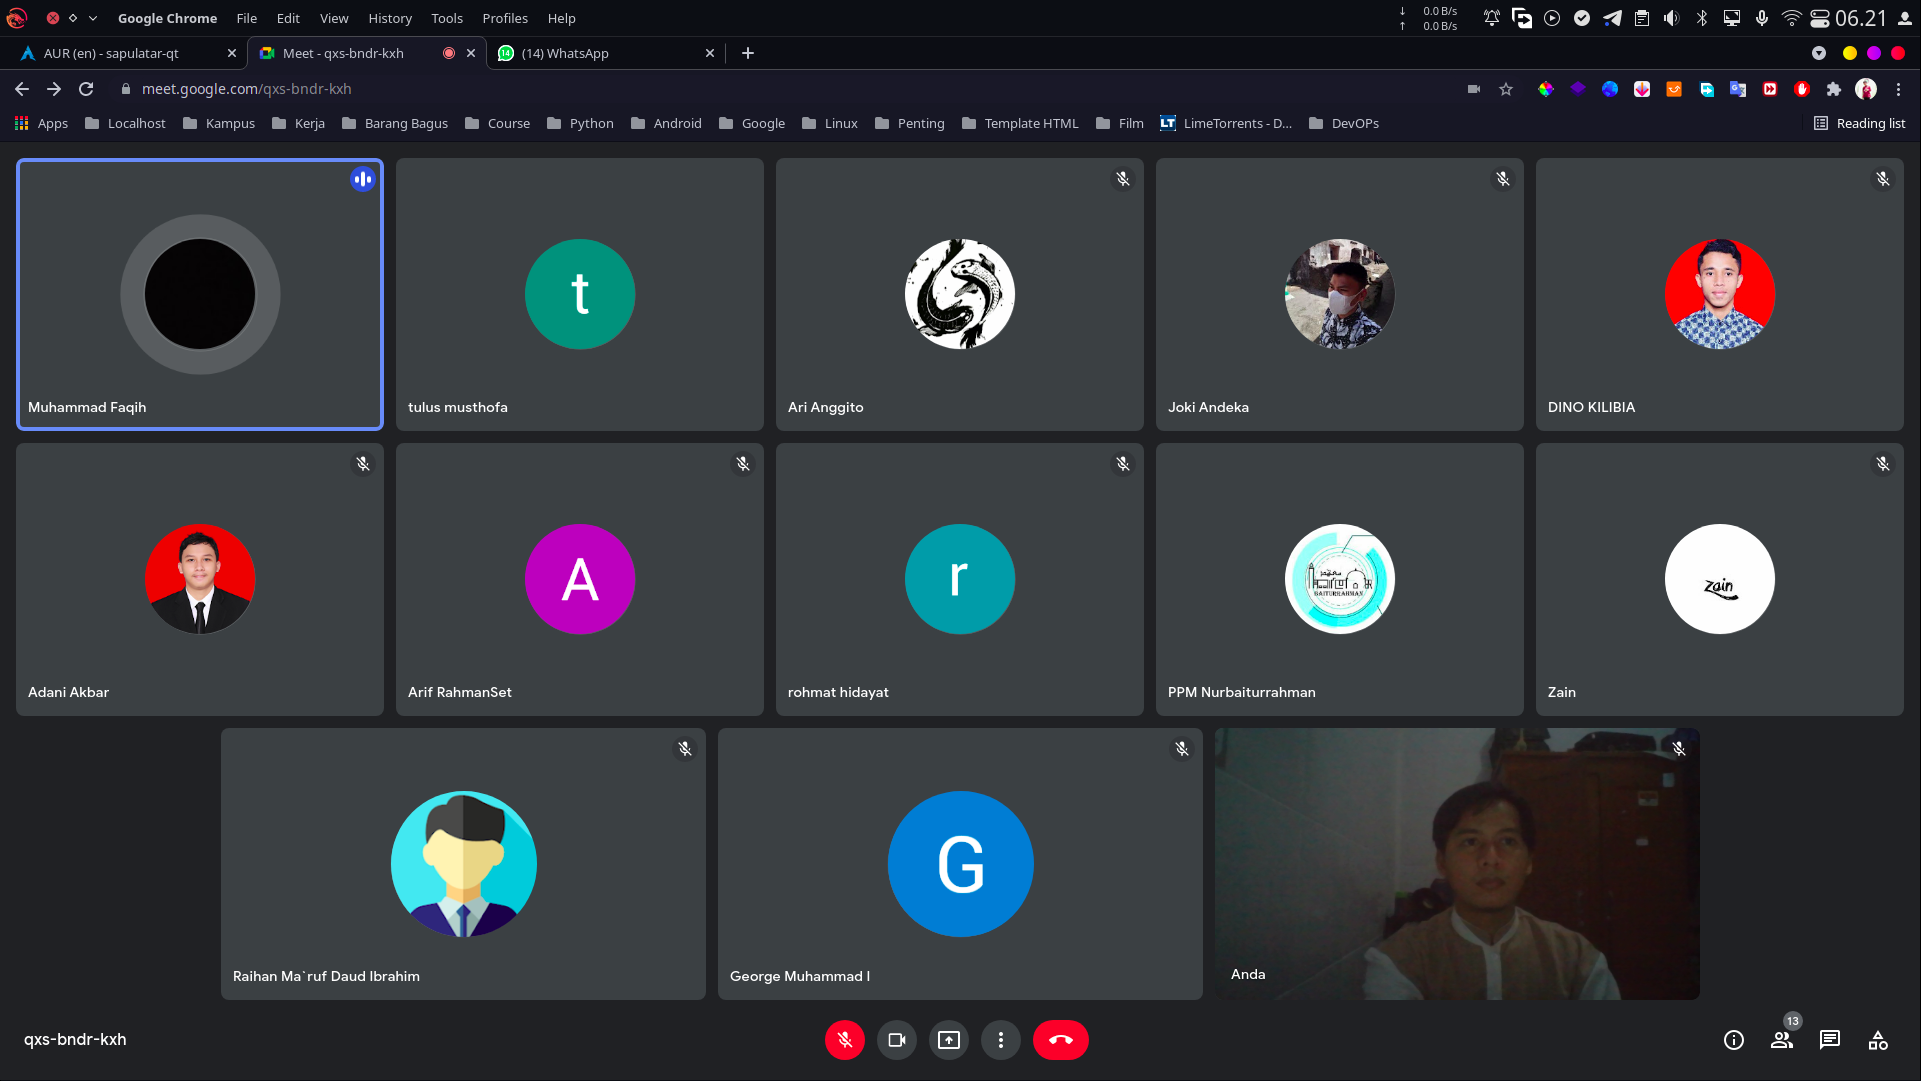 Google Chrome File Edit View History Tools Profiles Help
↓ 0.0 B/s
↑ 0.0 B/s
06.21
AUR (en) - sapulatar-qt
Meet - qxs-bndr-kxh
14 (14) WhatsApp
meet.google.com/qxs-bndr-kxh
Apps Localhost Kampus Kerja Barang Bagus Course Python Android Google Linux Penting Template HTML Film LT LimeTorrents - D... DevOPs Reading list
t
Muhammad Faqih
tulus musthofa
Ari Anggito
Joki Andeka
DINO KILIBIA
A
r
BAITURRAHMAN
zain
Adani Akbar
Arif RahmanSet
rohmat hidayat
PPM Nurbaiturrahman
Zain
G
Raihan Ma`ruf Daud Ibrahim
George Muhammad I
Anda
qxs-bndr-kxh
13